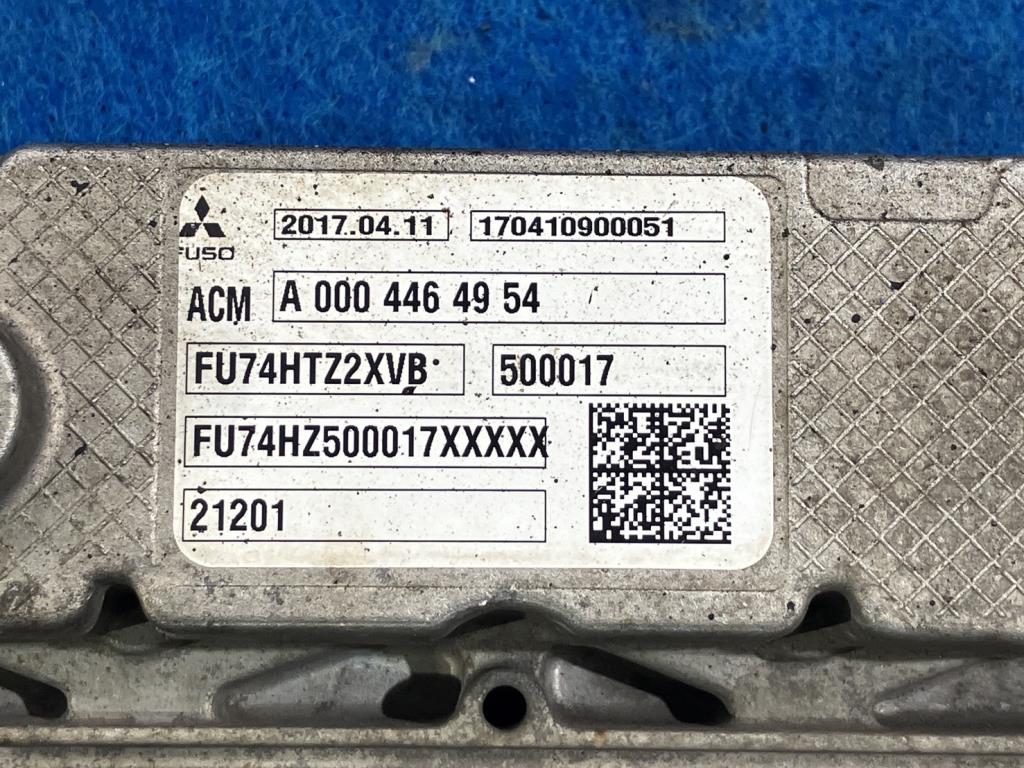 2017.04.11 170410900051
FUSO
ACM A 000 446 49 54
FU74HTZ2XVB 500017
FU74HZ500017XXXXX
21201